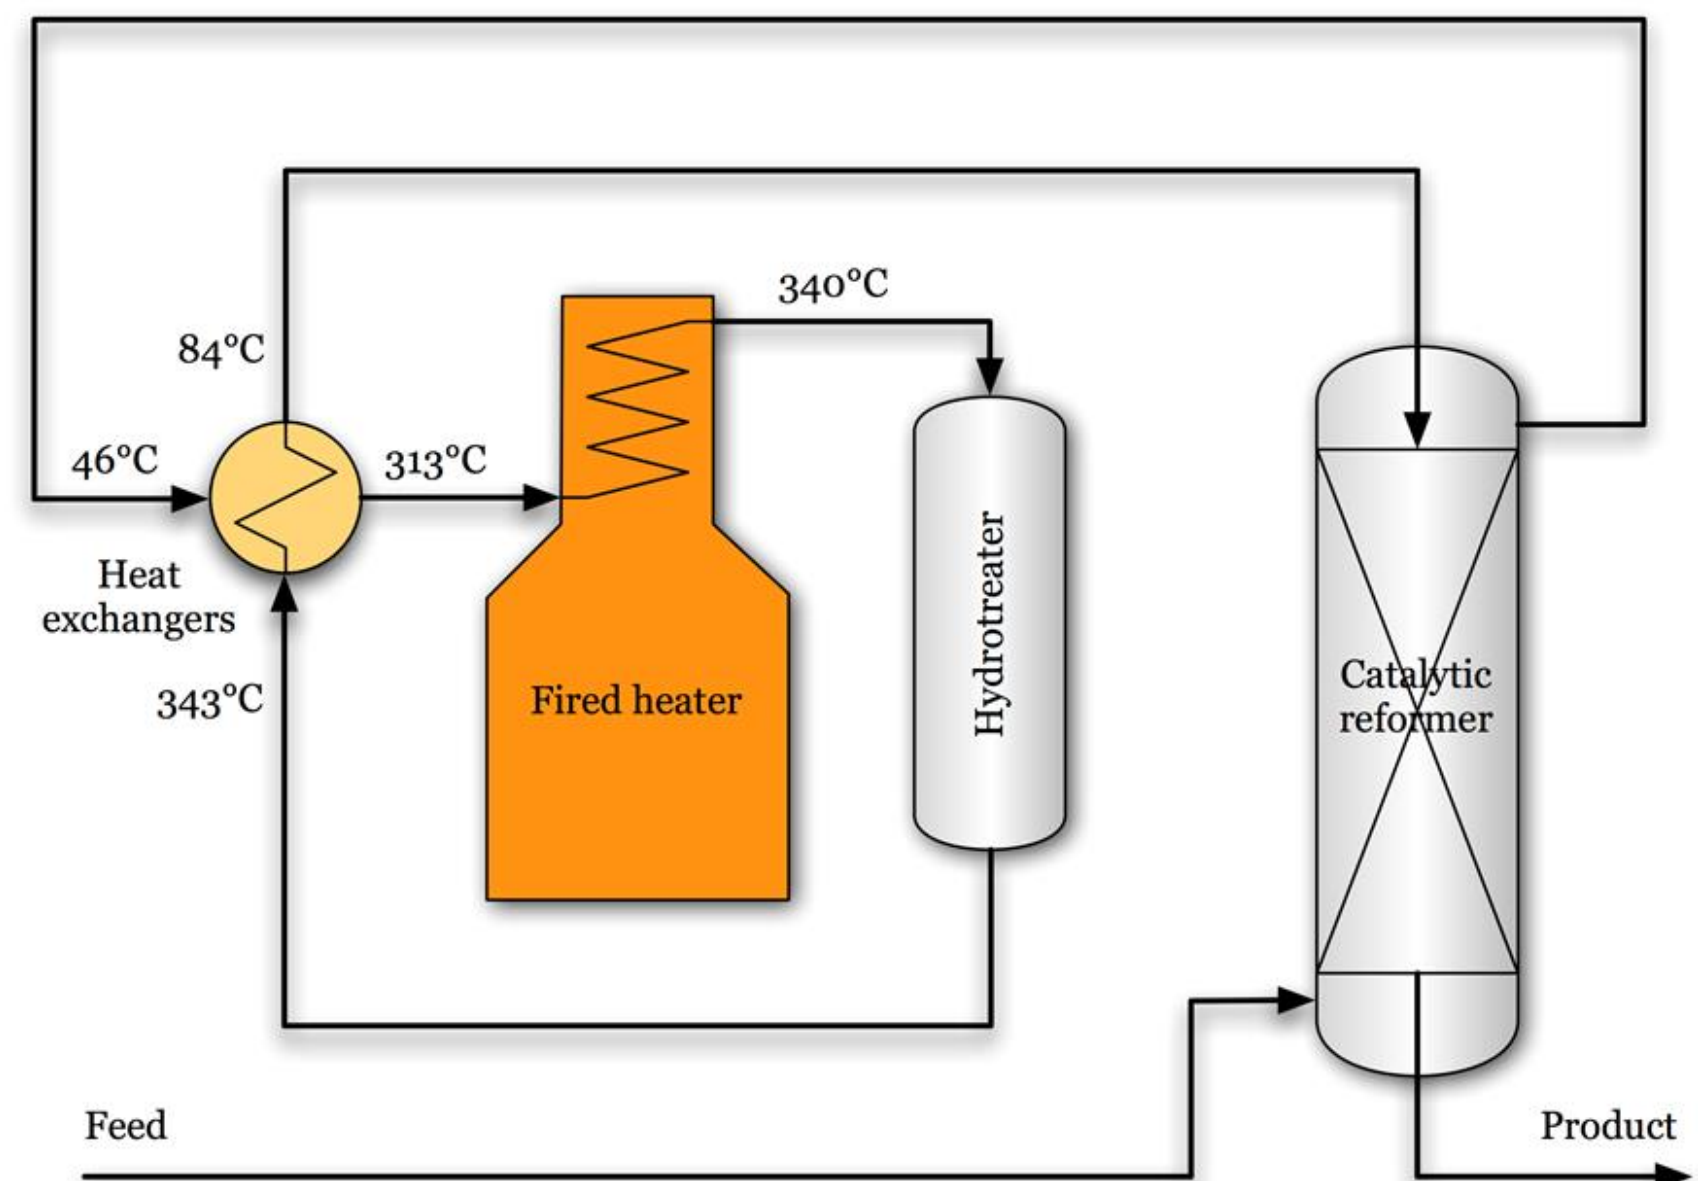 340°C
84°C
46°C
313°C
Heat
exchangers
343°C
Fired heater
Hydrotreater
Catalytic
reformer
Feed
Product